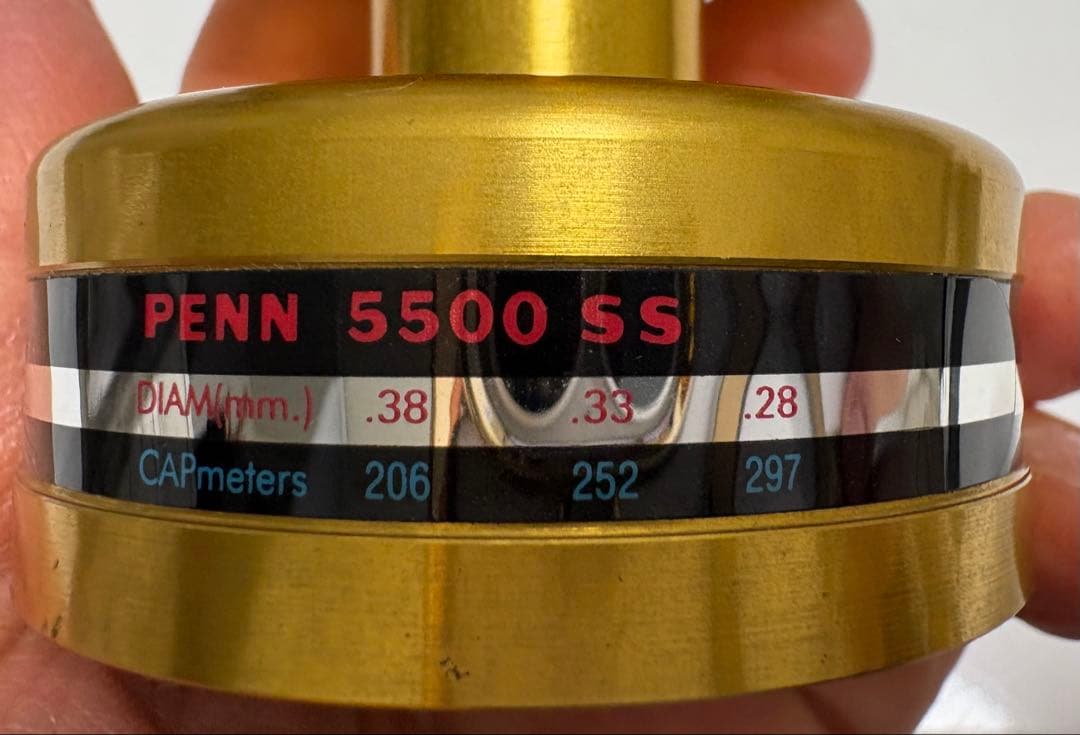 PENN 5500 SS
DIAM(mm.) .38 .33 .28
CAPmeters 206 252 297